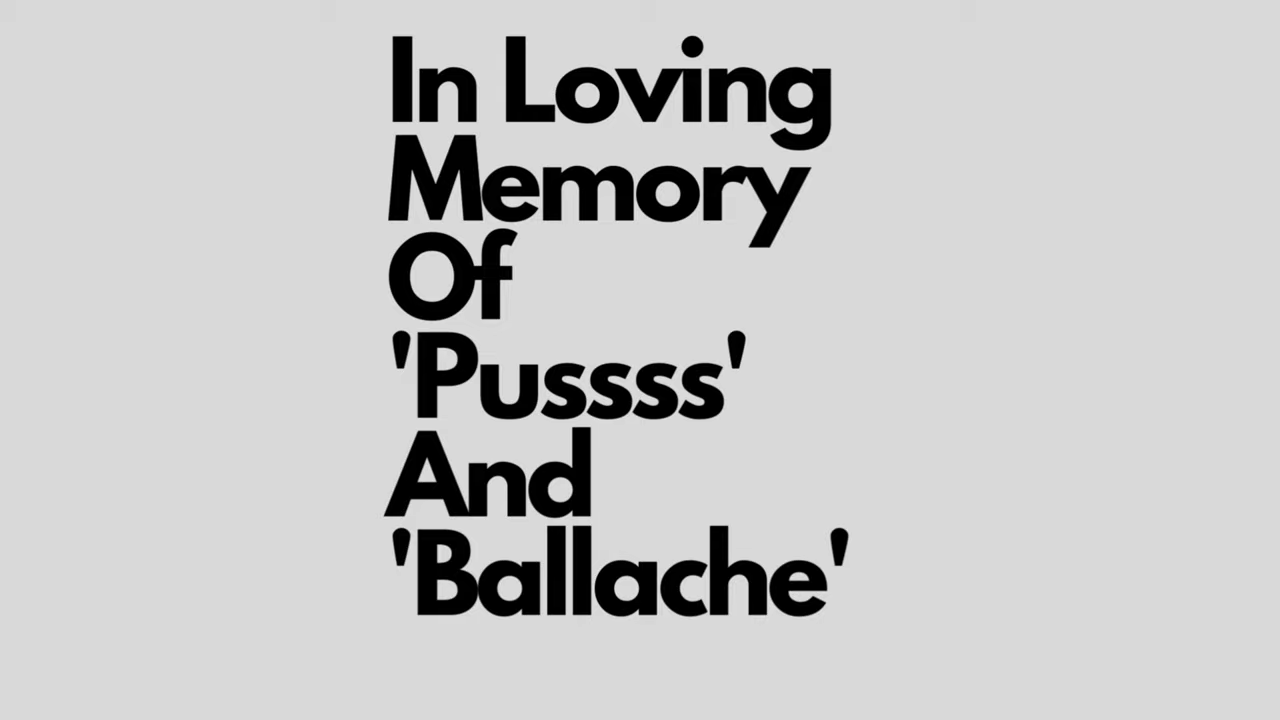 In Loving
Memory
Of
'Pussss'
And
'Ballache'